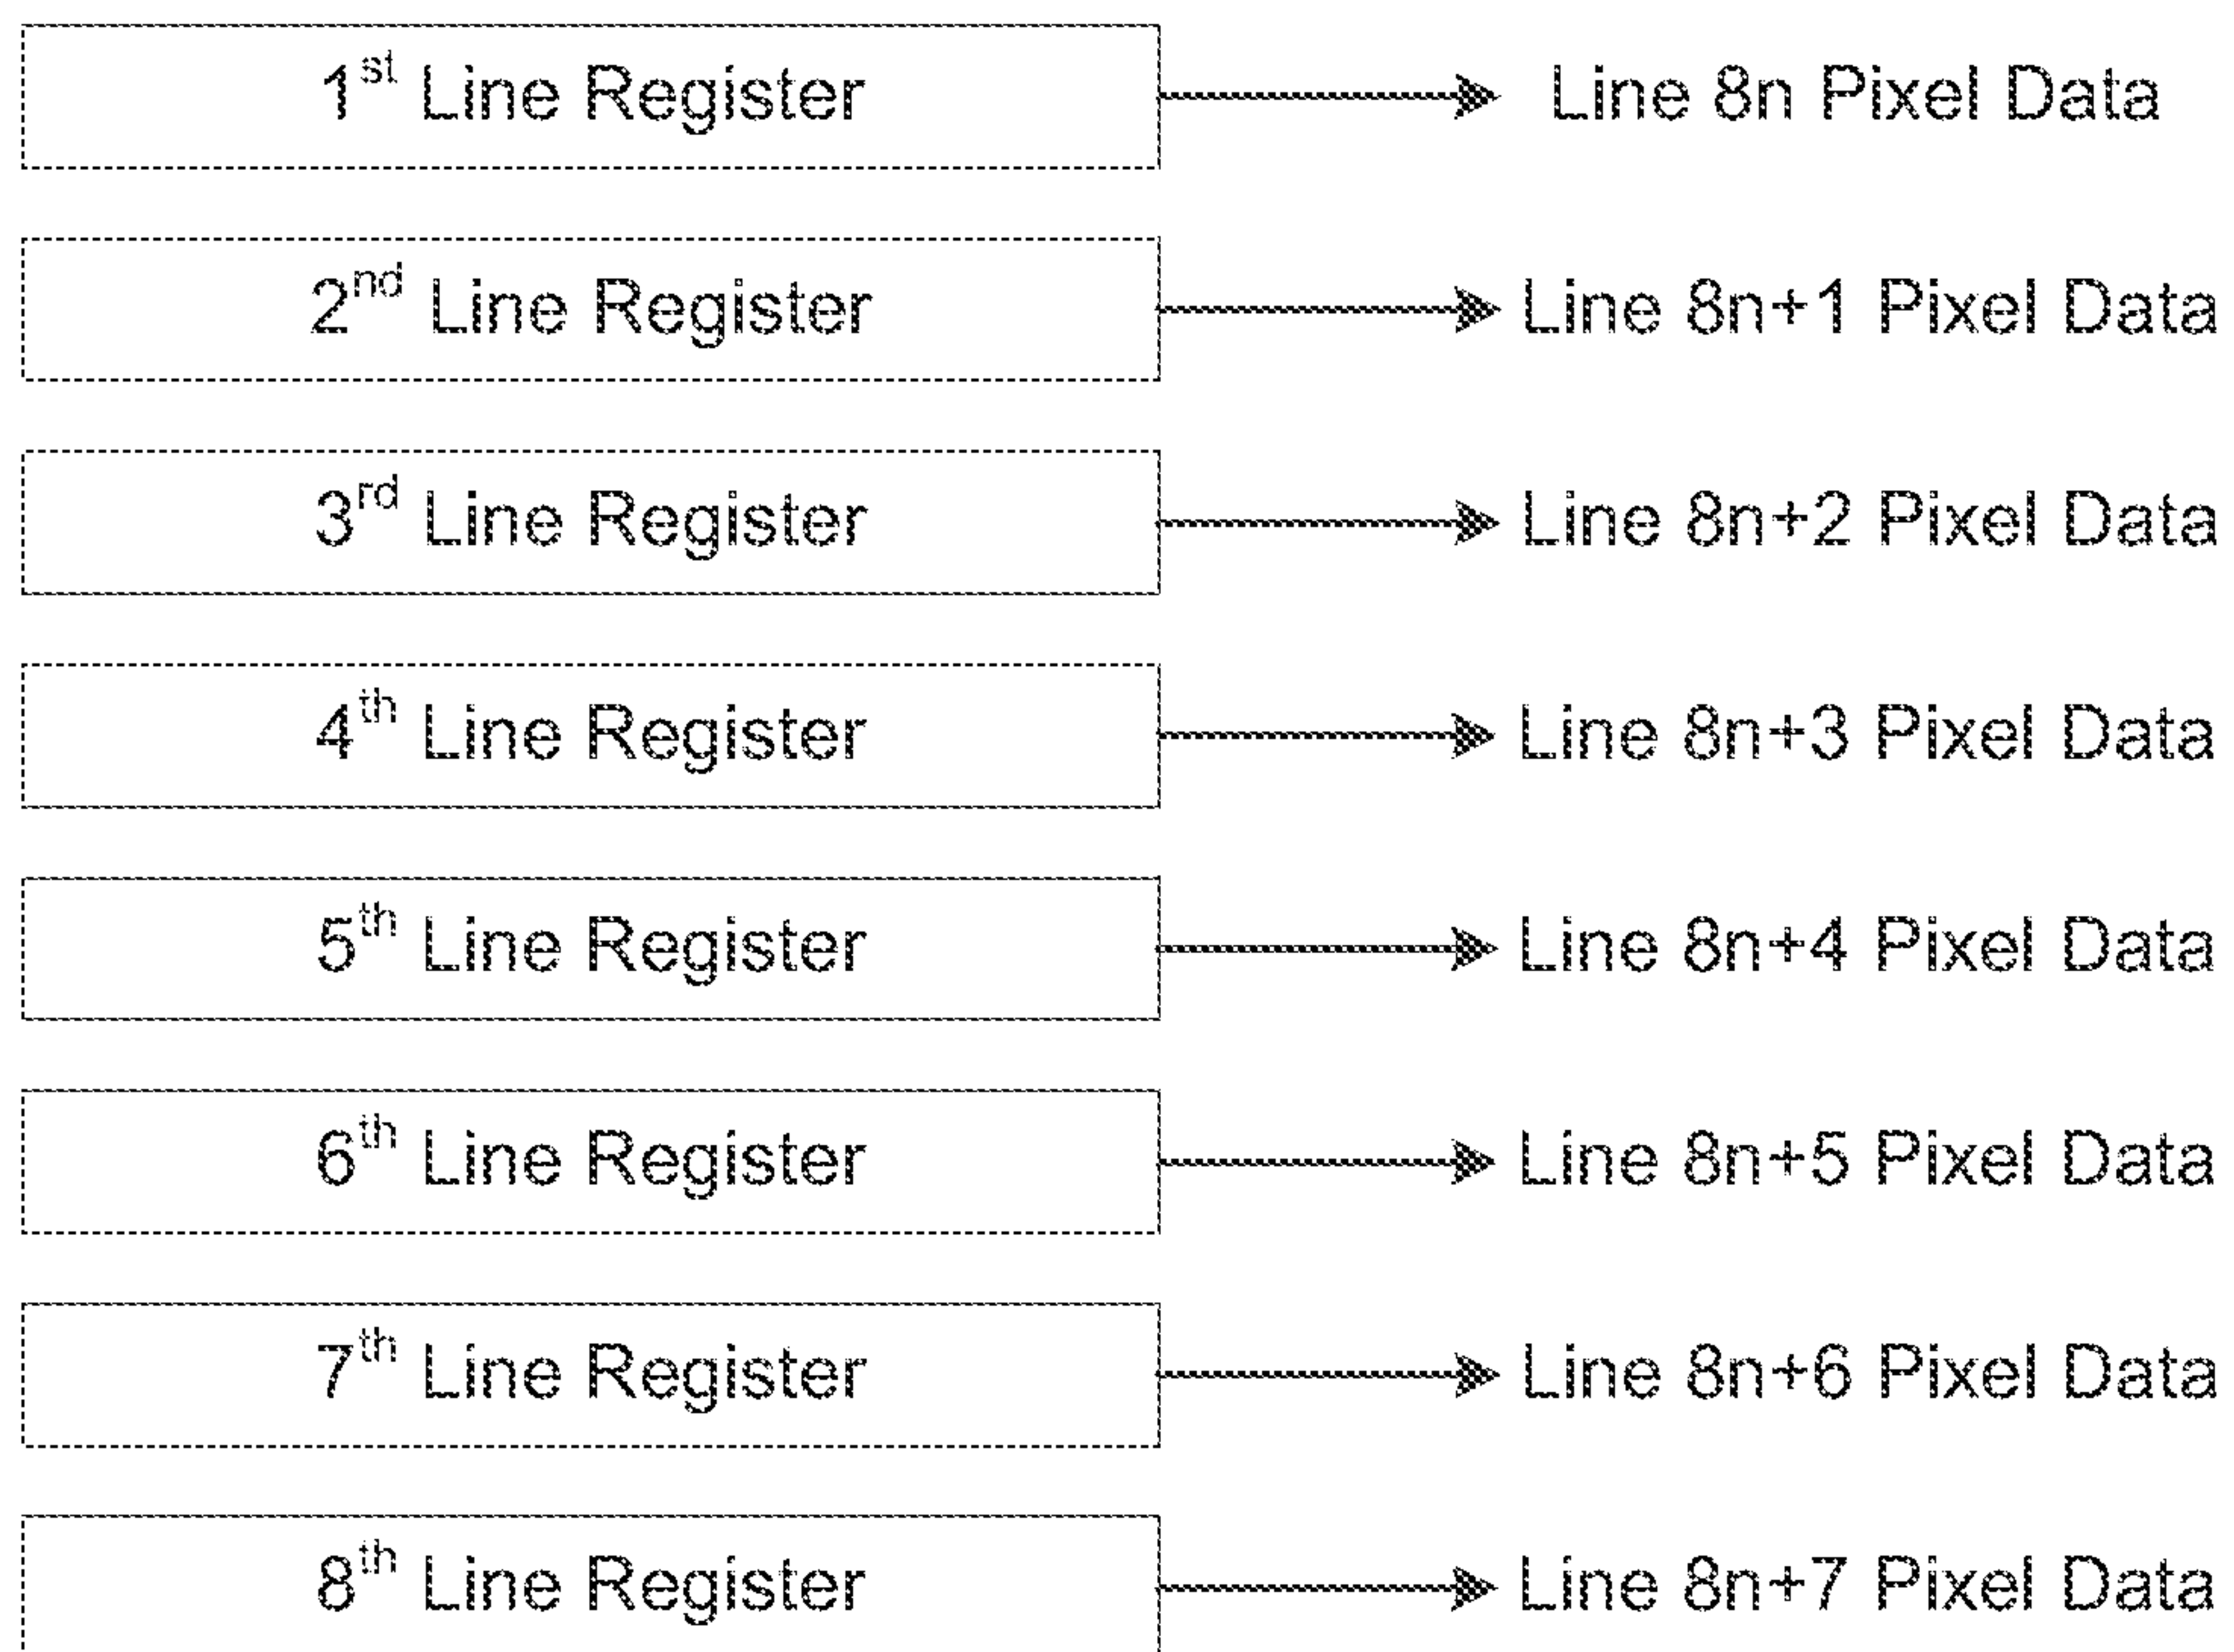 1st Line Register Line 8n Pixel Data
2nd Line Register Line 8n+1 Pixel Data
3rd Line Register Line 8n+2 Pixel Data
4th Line Register Line 8n+3 Pixel Data
5th Line Register Line 8n+4 Pixel Data
6th Line Register Line 8n+5 Pixel Data
7th Line Register Line 8n+6 Pixel Data
8th Line Register Line 8n+7 Pixel Data